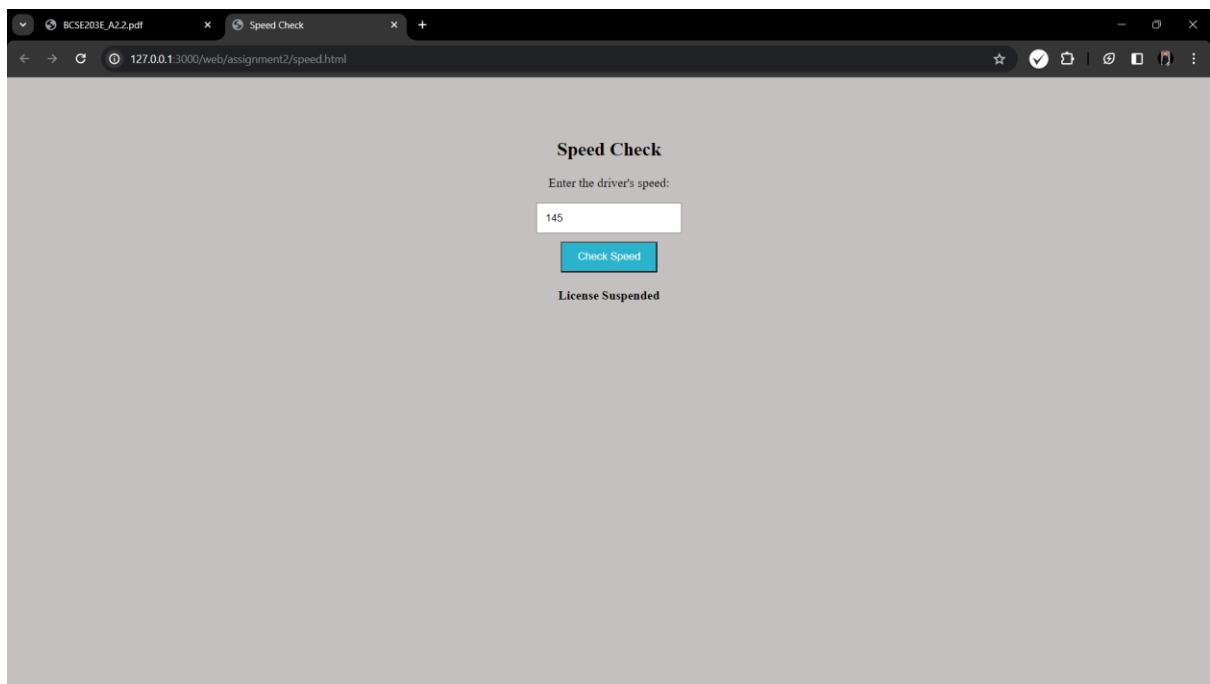 BCSE203E_A2.2.pdf
Speed Check
127.0.0.1:3000/web/assignment2/speed.html
Speed Check
Enter the driver's speed:
145
Check Speed
License Suspended